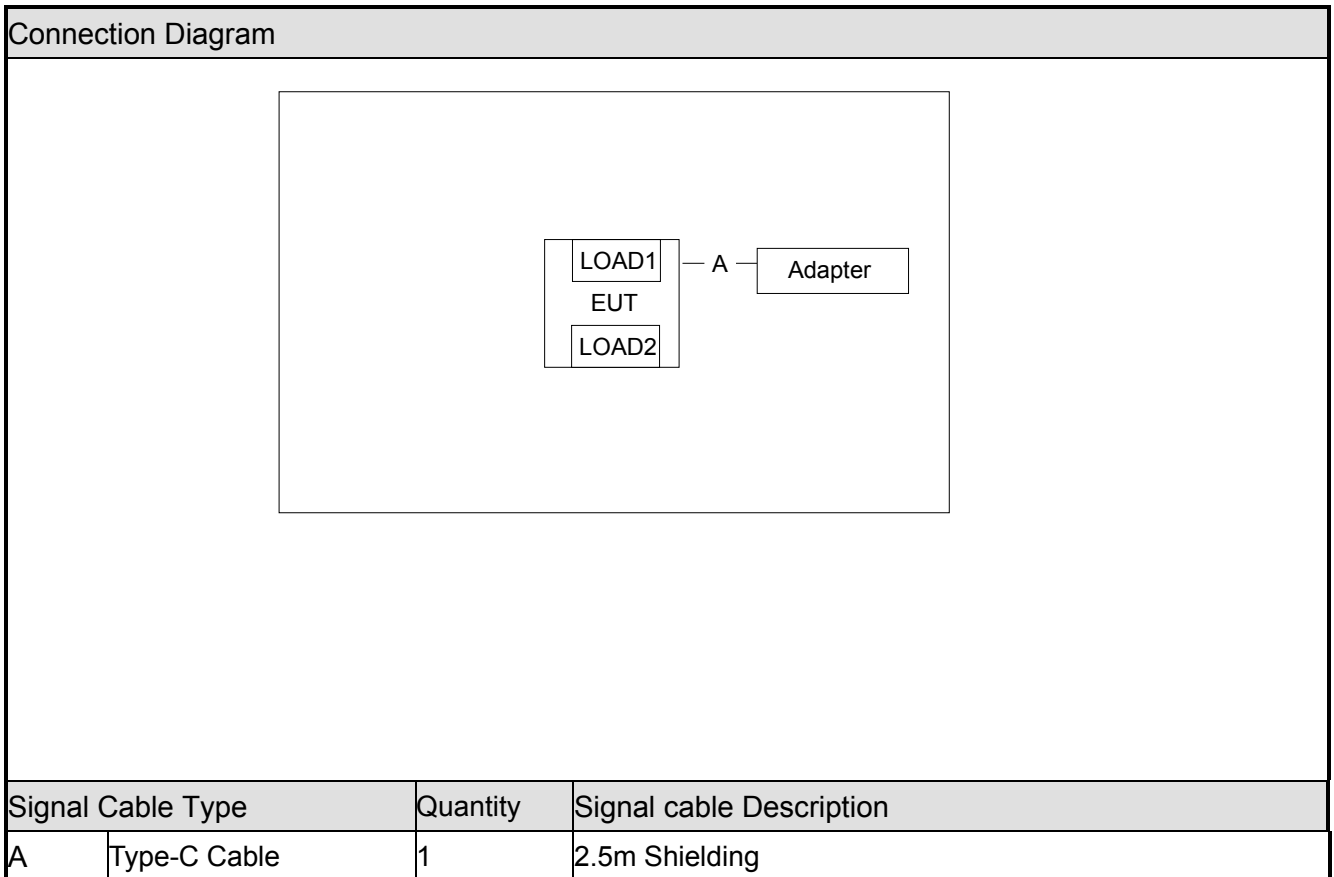 Connection Diagram
LOAD1
A
Adapter
EUT
LOAD2
Signal Cable Type Quantity Signal cable Description
A Type-C Cable 1 2.5m Shielding